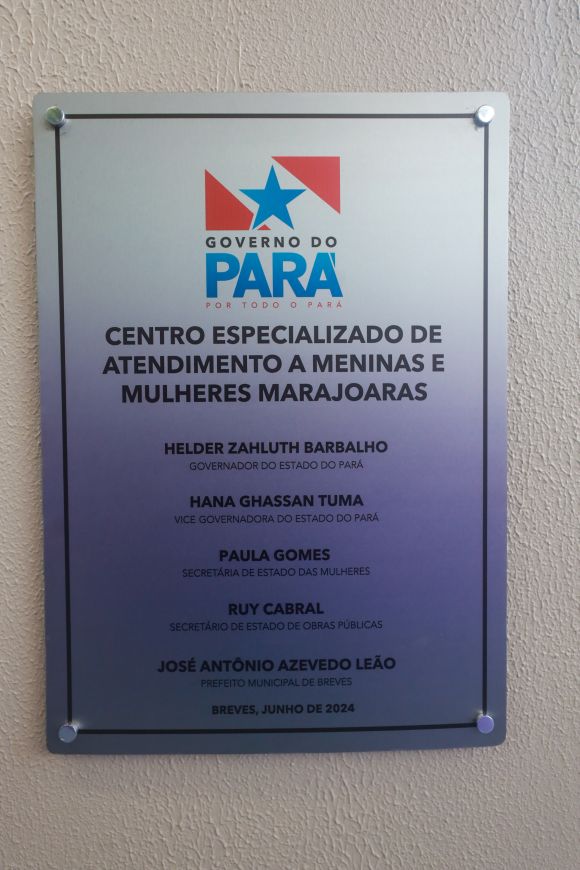 GOVERNO DO
PARÁ
POR TODO O PARÁ
CENTRO ESPECIALIZADO DE
ATENDIMENTO A MENINAS E
MULHERES MARAJOARAS
HELDER ZAHLUTH BARBALHO
GOVERNADOR DO ESTADO DO PARÁ
HANA GHASSAN TUMA
VICE GOVERNADORA DO ESTADO DO PARÁ
PAULA GOMES
SECRETÁRIA DE ESTADO DAS MULHERES
RUY CABRAL
SECRETÁRIO DE ESTADO DE OBRAS PÚBLICAS
JOSÉ ANTÔNIO AZEVEDO LEÃO
PREFEITO MUNICIPAL DE BREVES
BREVES, JUNHO DE 2024